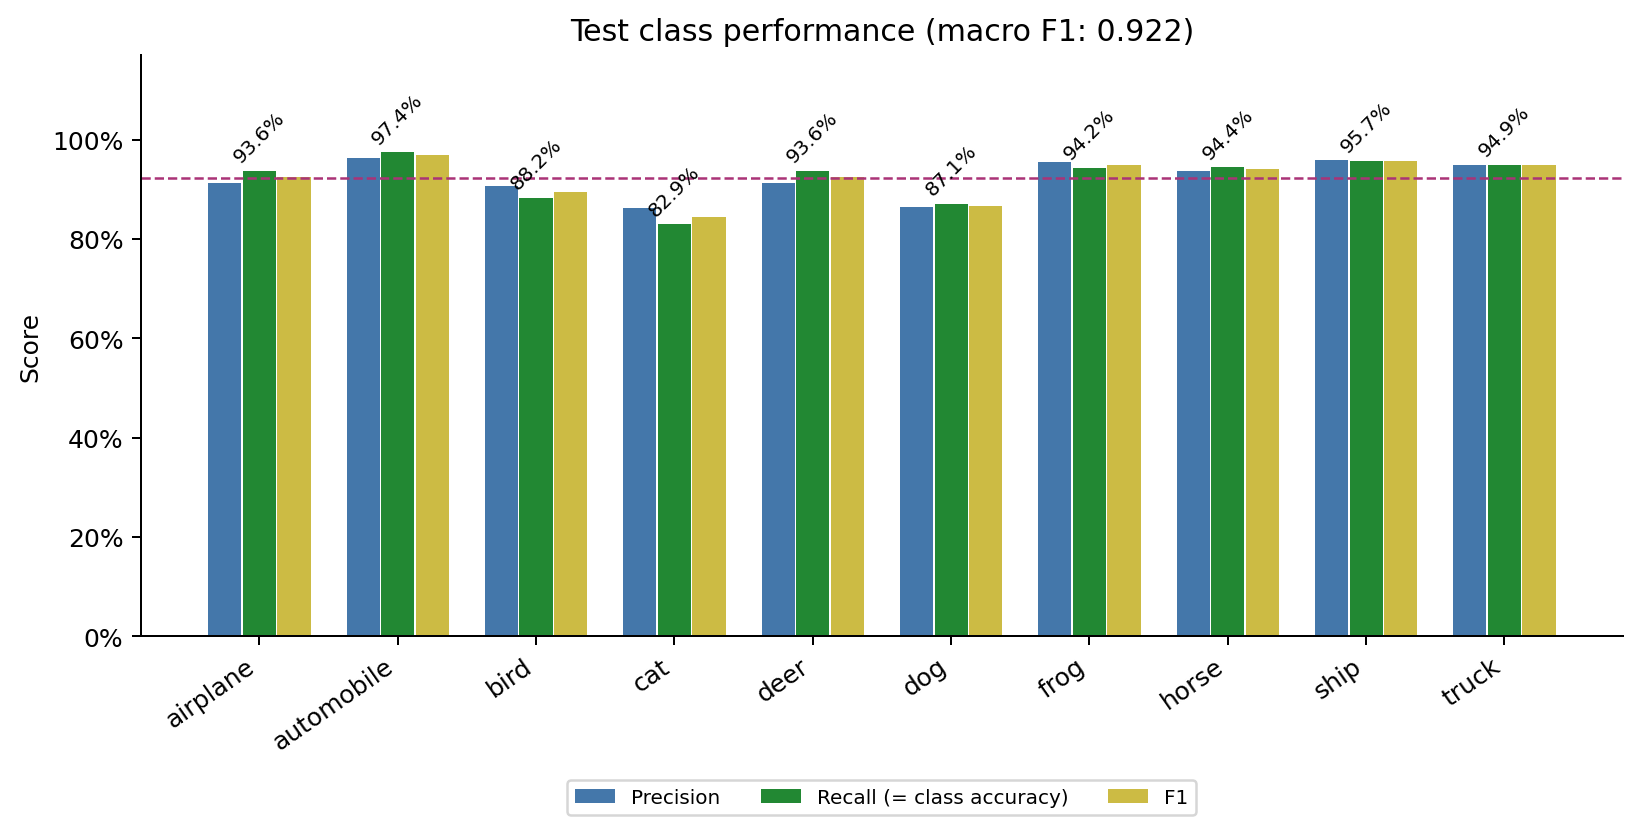 Test class performance (macro F1: 0.922)
100%
80%
60%
40%
20%
0%
Score
93.6%
97.4%
88.2%
82.9%
93.6%
87.1%
94.2%
94.4%
95.7%
94.9%
airplane
automobile
bird
cat
deer
dog
frog
horse
ship
truck
Precision
Recall (= class accuracy)
F1